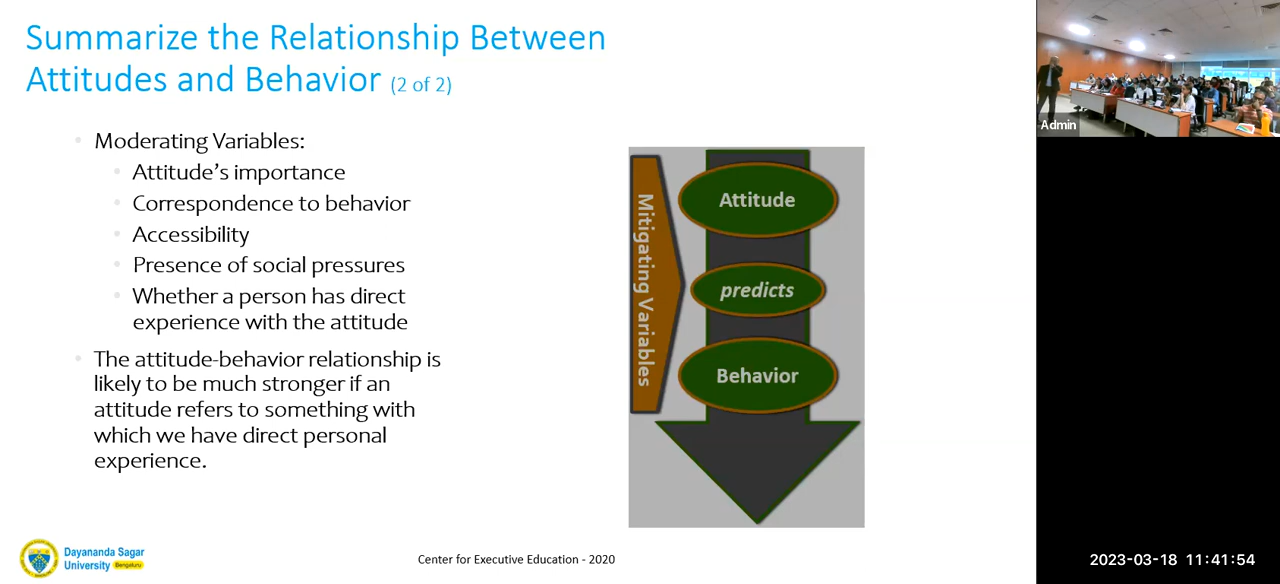 Summarize the Relationship Between
Attitudes and Behavior (2 of 2)
Moderating Variables:
Attitude's importance
Correspondence to behavior
Accessibility
Presence of social pressures
Whether a person has direct
experience with the attitude
The attitude-behavior relationship is
likely to be much stronger if an
attitude refers to something with
which we have direct personal
experience.
Mitigating Variables
Attitude
predicts
Behavior
Dayananda Sagar
University Bengaluru
Center for Executive Education - 2020
Admin
2023-03-18 11:41:54